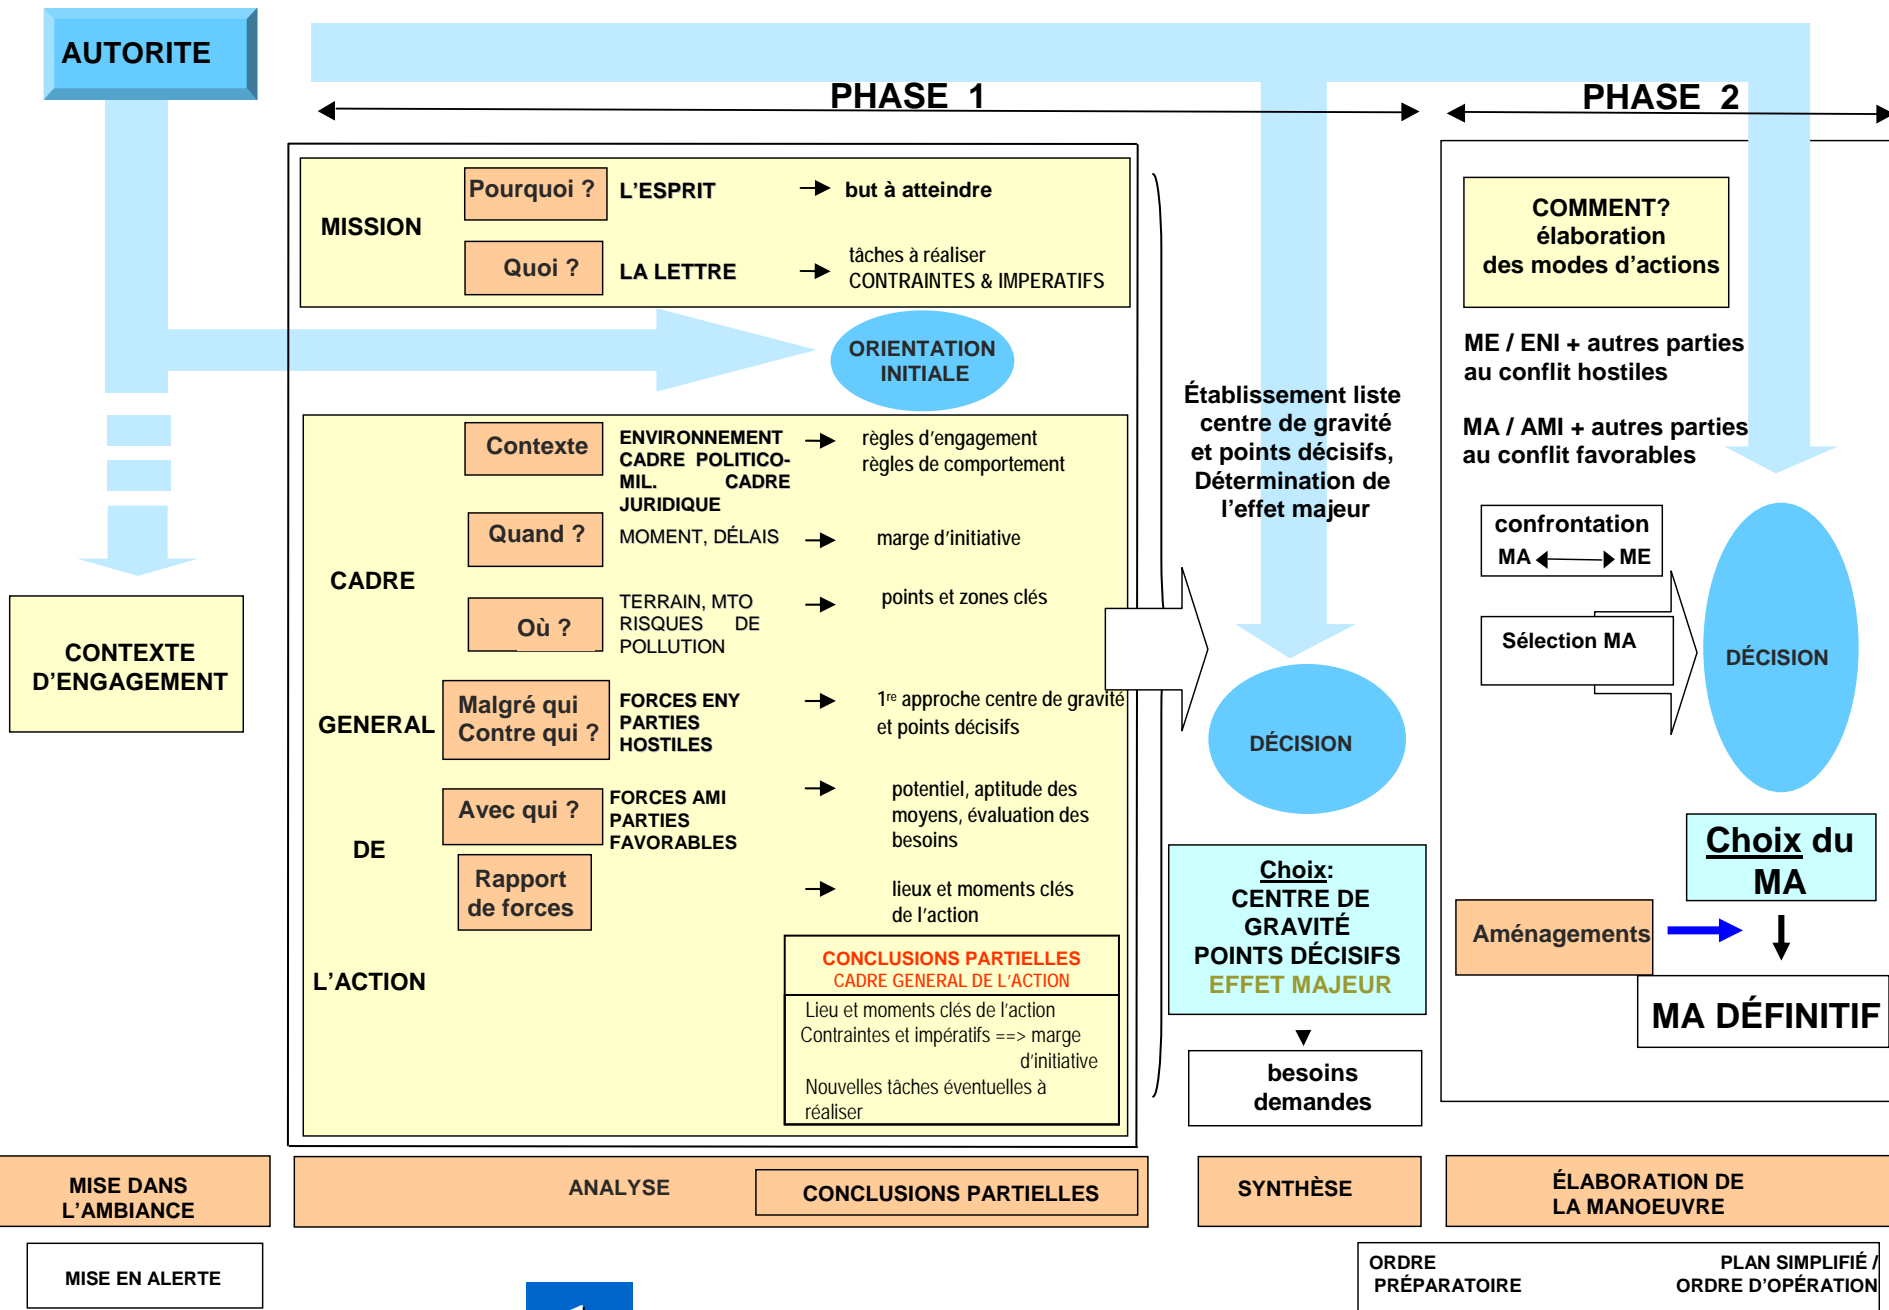 AUTORITE
PHASE 1
PHASE 2
MISSION
Pourquoi ?
L'ESPRIT
but à atteindre
Quoi ?
LA LETTRE
tâches à réaliser
CONTRAINTES & IMPERATIFS
ORIENTATION
INITIALE
CONTEXTE
D'ENGAGEMENT
CADRE
GENERAL
DE
L'ACTION
Contexte
ENVIRONNEMENT
CADRE POLITICO-
MIL. CADRE
JURIDIQUE
règles d'engagement
règles de comportement
Quand ?
MOMENT, DÉLAIS
marge d'initiative
Où ?
TERRAIN, MTO
RISQUES DE
POLLUTION
points et zones clés
Malgré qui
Contre qui ?
FORCES ENY
PARTIES
HOSTILES
1re approche centre de gravité
et points décisifs
Avec qui ?
FORCES AMI
PARTIES
FAVORABLES
potentiel, aptitude des
moyens, évaluation des
besoins
Rapport
de forces
lieux et moments clés
de l'action
CONCLUSIONS PARTIELLES
CADRE GENERAL DE L'ACTION
Lieu et moments clés de l'action
Contraintes et impératifs ==> marge
d'initiative
Nouvelles tâches éventuelles à
réaliser
Établissement liste
centre de gravité
et points décisifs,
Détermination de
l'effet majeur
DÉCISION
Choix:
CENTRE DE
GRAVITÉ
POINTS DÉCISIFS
EFFET MAJEUR
besoins
demandes
COMMENT?
élaboration
des modes d'actions
ME / ENI + autres parties
au conflit hostiles
MA / AMI + autres parties
au conflit favorables
confrontation
MA ME
Sélection MA
DÉCISION
Choix du
MA
Aménagements
MA DÉFINITIF
MISE DANS
L'AMBIANCE
ANALYSE
CONCLUSIONS PARTIELLES
SYNTHÈSE
ÉLABORATION DE
LA MANOEUVRE
MISE EN ALERTE
ORDRE
PRÉPARATOIRE
PLAN SIMPLIFIÉ /
ORDRE D'OPÉRATION